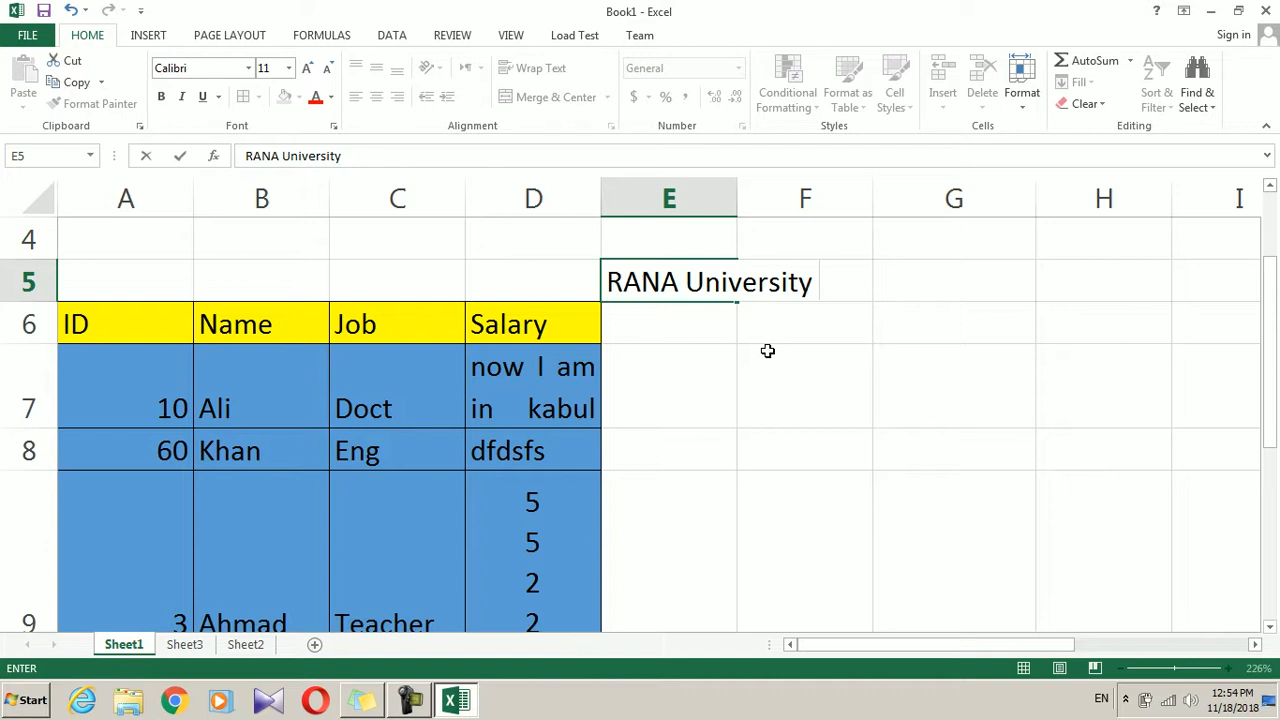 Book1 - Excel
FILE HOME INSERT PAGE LAYOUT FORMULAS DATA REVIEW VIEW Load Test Team Sign in
Paste Cut Copy Format Painter Clipboard
Calibri 11 B I U A Font
Wrap Text Merge & Center Alignment
General $ % , Number
Conditional Formatting Format as Table Cell Styles Styles
Insert Delete Format Cells
AutoSum Fill Clear Sort & Filter Find & Select Editing
E5 fx RANA University
A B C D E F G H I
4
5 RANA University
6 ID Name Job Salary
7 10 Ali Doct now I am in kabul
8 60 Khan Eng dfdsfs
9 3 Ahmad Teacher 5 5 2 2
Sheet1 Sheet3 Sheet2
ENTER 226%
Start EN 12:54 PM
11/18/2018